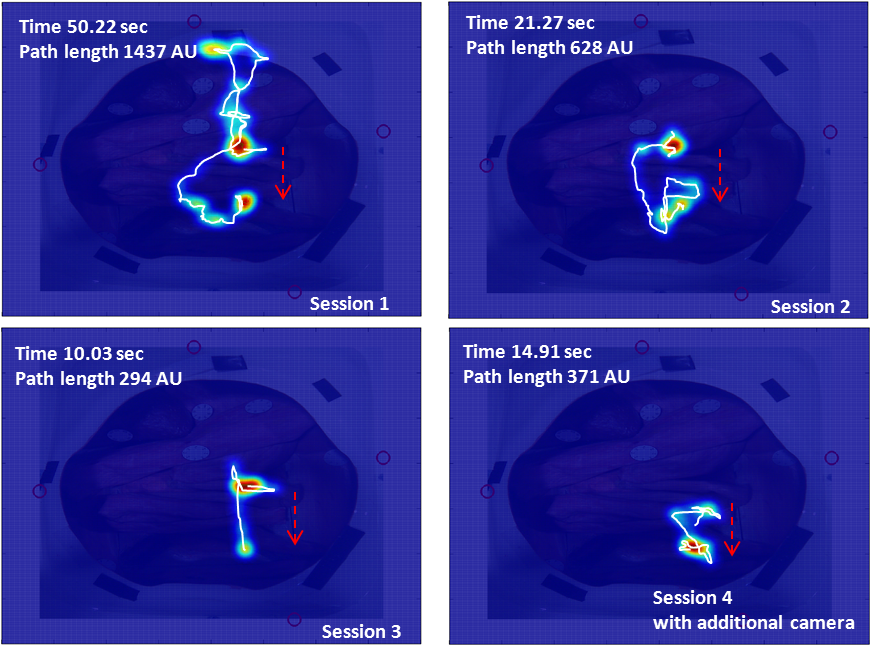 Time 50.22 sec
Path length 1437 AU
Session 1
Time 21.27 sec
Path length 628 AU
Session 2
Time 10.03 sec
Path length 294 AU
Session 3
Time 14.91 sec
Path length 371 AU
Session 4
with additional camera